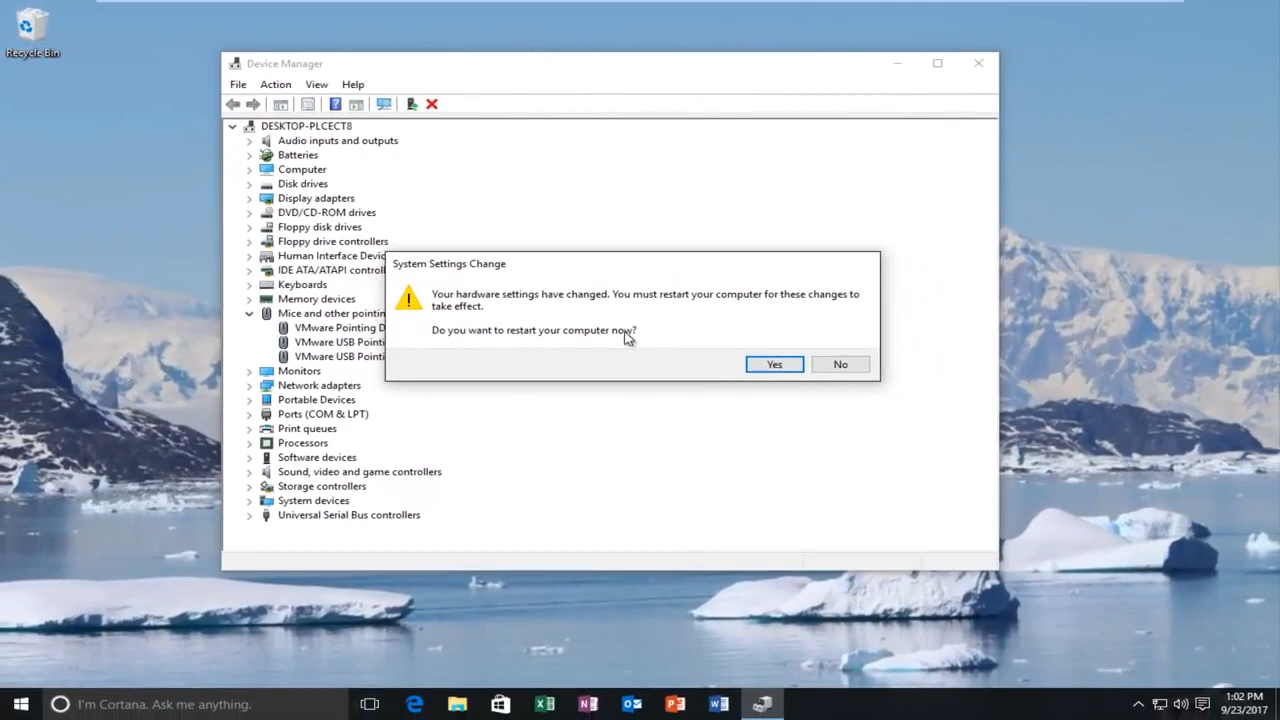 Recycle Bin
Device Manager
File Action View Help
DESKTOP-PLCECT8
Audio inputs and outputs
Batteries
Computer
Disk drives
Display adapters
DVD/CD-ROM drives
Floppy disk drives
Floppy drive controllers
Human Interface Devic
IDE ATA/ATAPI controll
Keyboards
Memory devices
Mice and other pointin
VMware Pointing D
VMware USB Pointi
VMware USB Pointi
Monitors
Network adapters
Portable Devices
Ports (COM & LPT)
Print queues
Processors
Software devices
Sound, video and game controllers
Storage controllers
System devices
Universal Serial Bus controllers
System Settings Change
Your hardware settings have changed. You must restart your computer for these changes to
take effect.
Do you want to restart your computer now?
Yes No
I'm Cortana. Ask me anything.
1:02 PM
9/23/2017